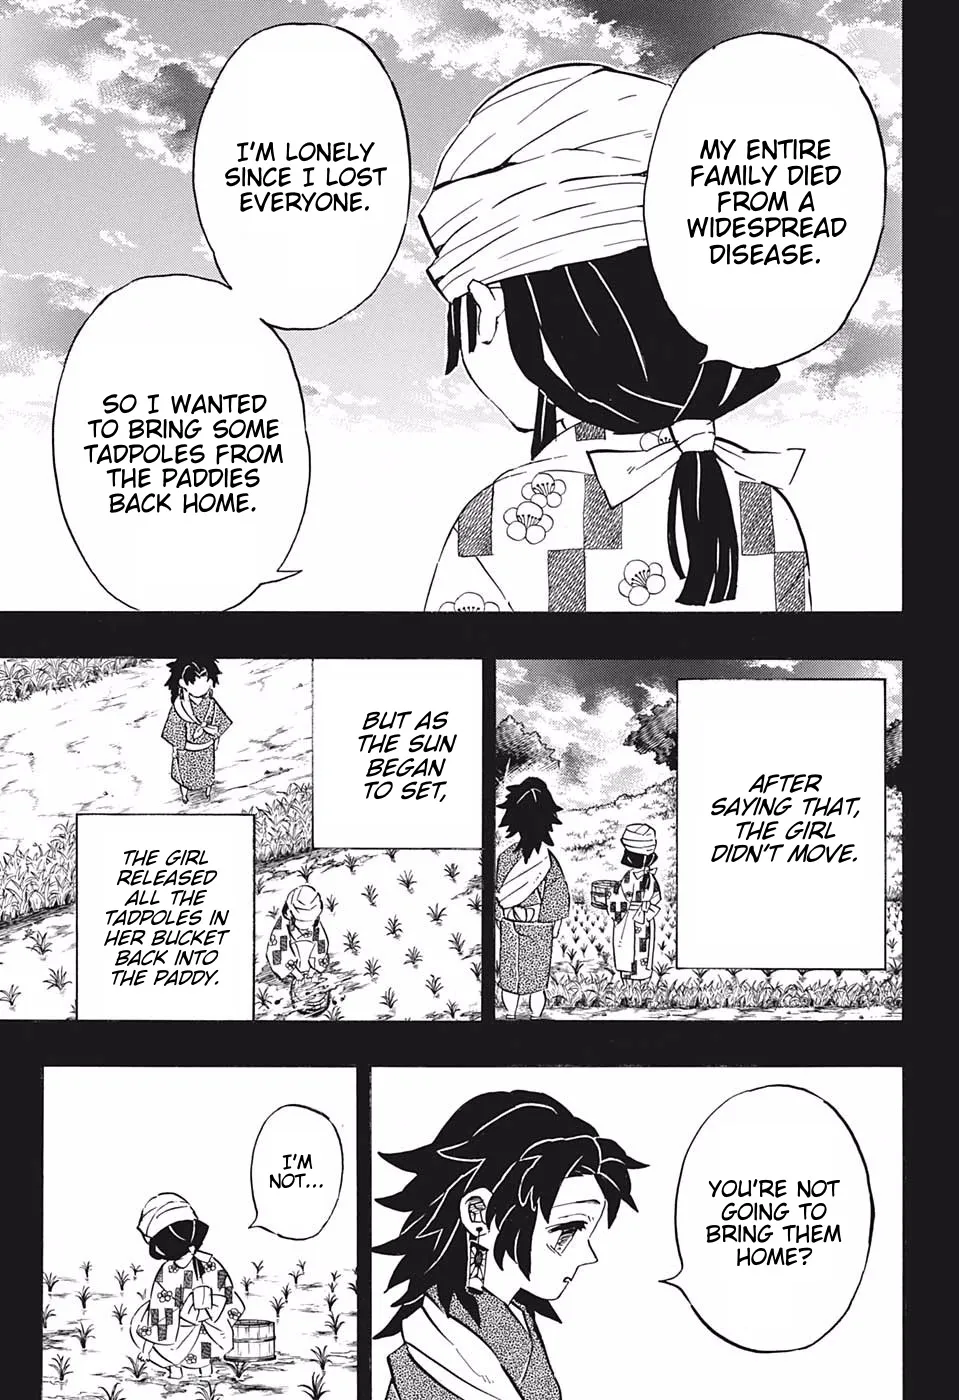 MY ENTIRE
FAMILY DIED
FROM A
WIDESPREAD
DISEASE.
I'M LONELY
SINCE I LOST
EVERYONE.
SO I WANTED
TO BRING SOME
TADPOLES FROM
THE PADDIES
BACK HOME.
AFTER
SAYING THAT,
THE GIRL
DIDN'T MOVE.
BUT AS
THE SUN
BEGAN
TO SET,
THE GIRL
RELEASED
ALL THE
TADPOLES IN
HER BUCKET
BACK INTO
THE PADDY.
YOU'RE NOT
GOING TO
BRING THEM
HOME?
I'M
NOT...